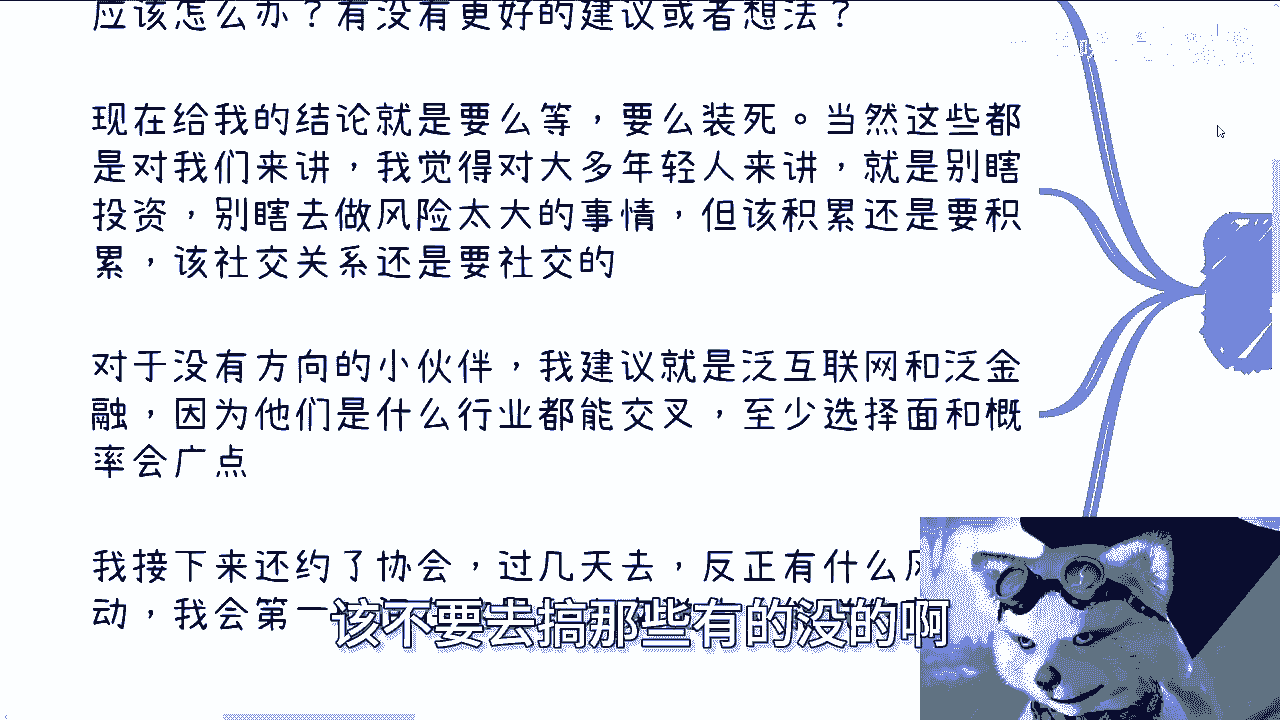 应该怎么办？有没有更好的建议或者想法？
现在给我的结论就是要么等，要么装死。当然这些都
是对我们来讲，我觉得对大多年轻人来讲，就是别瞎
投资，别瞎去做风险太大的事情，但该积累还是要积
累，该社交关系还是要社交的
对于没有方向的小伙伴，我建议就是泛互联网和泛金
融，因为他们是什么行业都能交叉，至少选择面和概
率会广点
我接下来还约了协会，过几天去，反正有什么
动，我会第一
该不要去搞那些有的没的啊